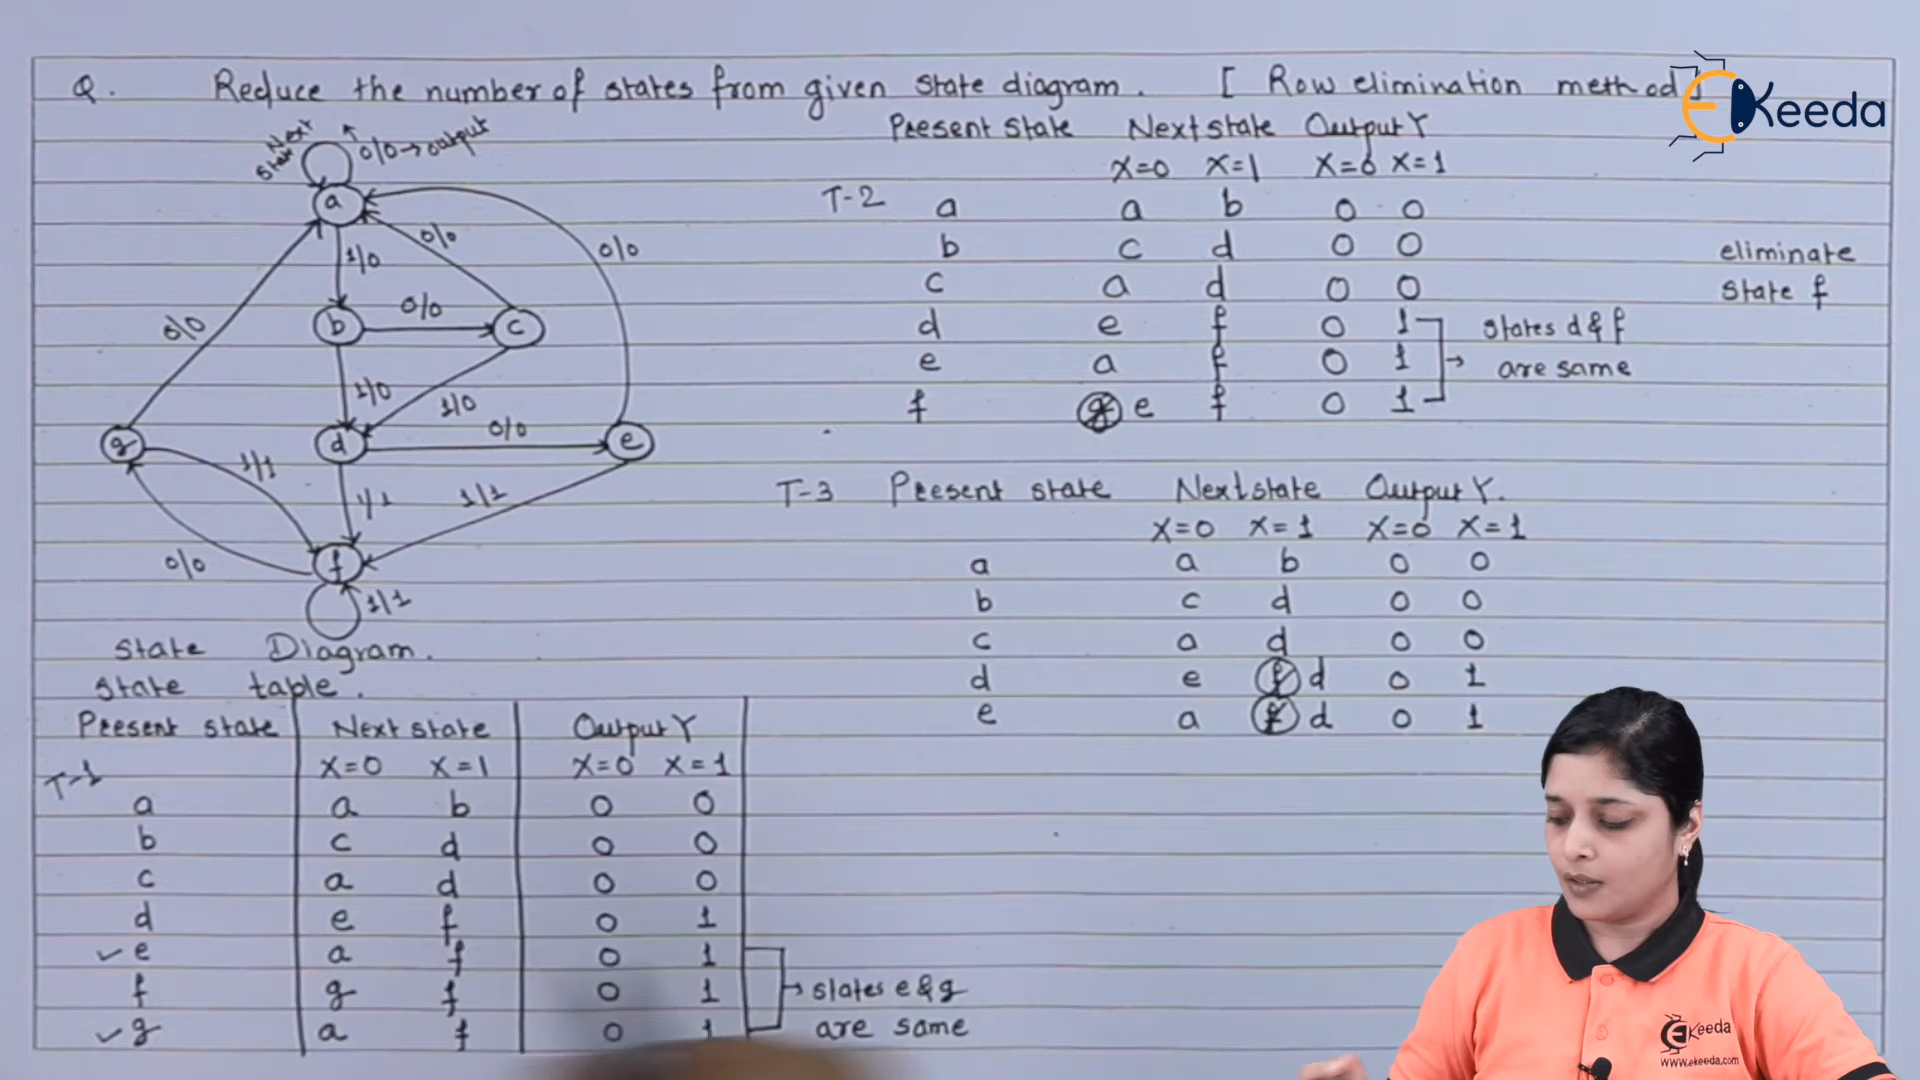 Q. Reduce the number of states from given state diagram. [ Row elimination method ]
EKeeda
Next State
0/0 → output
a
0/0
1/0
0/0
0/0
b
0/0
c
0/0
1/0
1/0
g
d
0/0
e
1/1
1/1
1/1
0/0
f
1/1
State Diagram.
State table.
Present state Next state Output Y
T-1 X=0 X=1 X=0 X=1
a a b 0 0
b c d 0 0
c a d 0 0
d e f 0 1
✓ e a f 0 1
f g f 0 1
✓ g a f 0 1
→ states e & g
are same
Present State Next state Output Y
X=0 X=1 X=0 X=1
T-2 a a b 0 0
b c d 0 0
c a d 0 0
d e f 0 1
e a f 0 1
f g e f 0 1
→ states d & f
are same
eliminate
state f
T-3 Present state Next state Output Y.
X=0 X=1 X=0 X=1
a a b 0 0
b c d 0 0
c a d 0 0
d e f d 0 1
e a f d 0 1
EKeeda
www.ekeeda.com